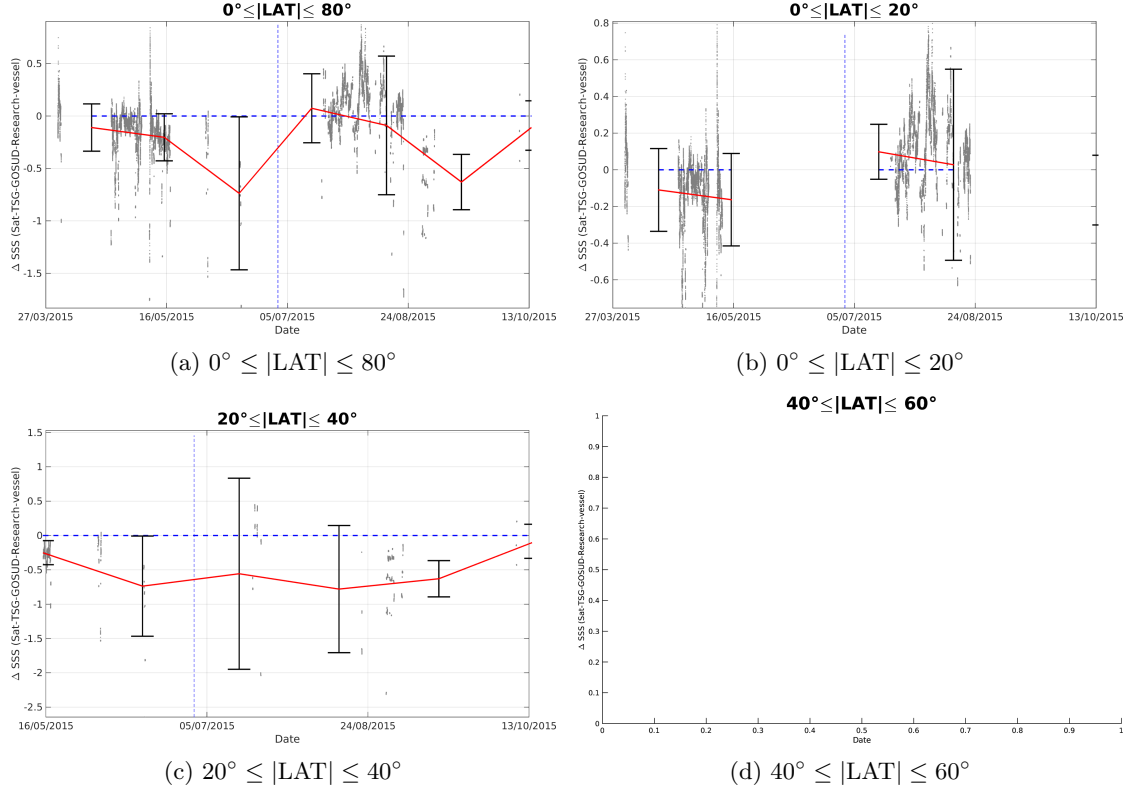 0°≤|LAT|≤ 80°
Δ SSS (Sat-TSG-GOSUD-Research-vessel)
0.5
0
-0.5
-1
-1.5
27/03/2015 16/05/2015 05/07/2015 24/08/2015 13/10/2015
Date
(a) 0° ≤ |LAT| ≤ 80°
0°≤|LAT|≤ 20°
Δ SSS (Sat-TSG-GOSUD-Research-vessel)
0.8
0.6
0.4
0.2
0
-0.2
-0.4
-0.6
27/03/2015 16/05/2015 05/07/2015 24/08/2015 13/10/2015
Date
(b) 0° ≤ |LAT| ≤ 20°
20°≤|LAT|≤ 40°
Δ SSS (Sat-TSG-GOSUD-Research-vessel)
1.5
1
0.5
0
-0.5
-1
-1.5
-2
-2.5
16/05/2015 05/07/2015 24/08/2015 13/10/2015
Date
(c) 20° ≤ |LAT| ≤ 40°
40°≤|LAT|≤ 60°
Δ SSS (Sat-TSG-GOSUD-Research-vessel)
1
0.9
0.8
0.7
0.6
0.5
0.4
0.3
0.2
0.1
0
0 0.1 0.2 0.3 0.4 0.5 0.6 0.7 0.8 0.9 1
Date
(d) 40° ≤ |LAT| ≤ 60°